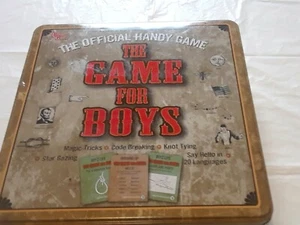 THE OFFICIAL HANDY GAME
THE
GAME
FOR
BOYS
Magic Tricks Code Breaking Knot Tying
Star Gazing
Say Hello in
20 Languages